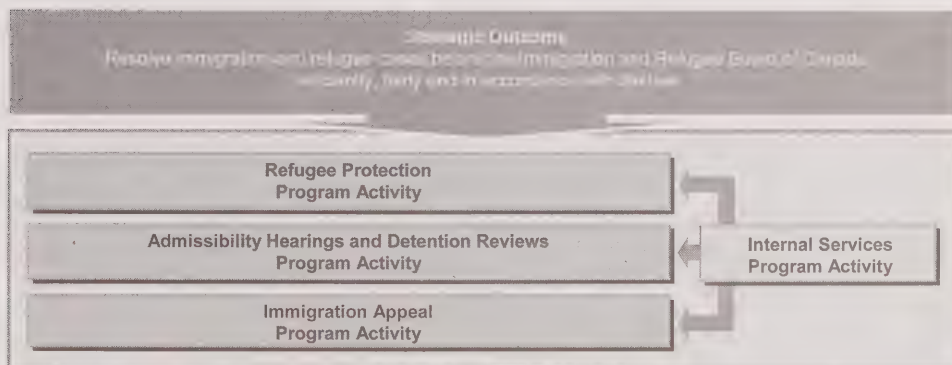 Strategic Outcome
Resolve immigration and refugee cases before the Immigration and Refugee Board of Canada
efficiently, fairly and in accordance with the law
Refugee Protection
Program Activity
Admissibility Hearings and Detention Reviews
Program Activity
Immigration Appeal
Program Activity
Internal Services
Program Activity